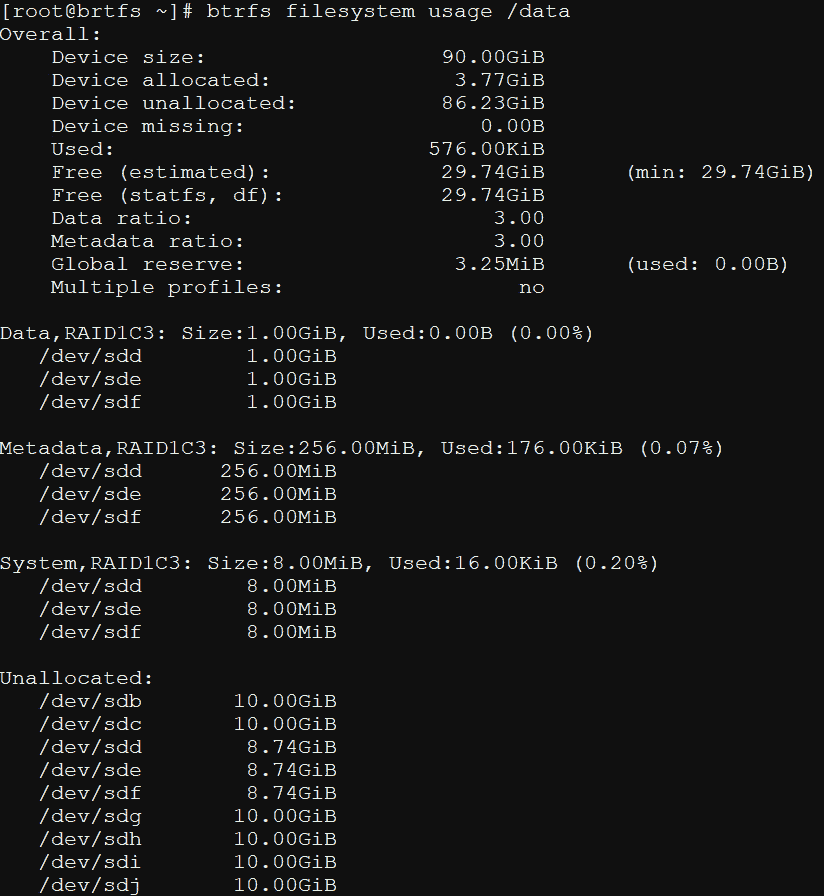 [root@brtfs ~]# btrfs filesystem usage /data
Overall:
    Device size:                  90.00GiB
    Device allocated:              3.77GiB
    Device unallocated:           86.23GiB
    Device missing:                  0.00B
    Used:                        576.00KiB
    Free (estimated):             29.74GiB      (min: 29.74GiB)
    Free (statfs, df):            29.74GiB
    Data ratio:                       3.00
    Metadata ratio:                   3.00
    Global reserve:                3.25MiB      (used: 0.00B)
    Multiple profiles:                  no

Data,RAID1C3: Size:1.00GiB, Used:0.00B (0.00%)
   /dev/sdd        1.00GiB
   /dev/sde        1.00GiB
   /dev/sdf        1.00GiB

Metadata,RAID1C3: Size:256.00MiB, Used:176.00KiB (0.07%)
   /dev/sdd      256.00MiB
   /dev/sde      256.00MiB
   /dev/sdf      256.00MiB

System,RAID1C3: Size:8.00MiB, Used:16.00KiB (0.20%)
   /dev/sdd        8.00MiB
   /dev/sde        8.00MiB
   /dev/sdf        8.00MiB

Unallocated:
   /dev/sdb       10.00GiB
   /dev/sdc       10.00GiB
   /dev/sdd        8.74GiB
   /dev/sde        8.74GiB
   /dev/sdf        8.74GiB
   /dev/sdg       10.00GiB
   /dev/sdh       10.00GiB
   /dev/sdi       10.00GiB
   /dev/sdj       10.00GiB